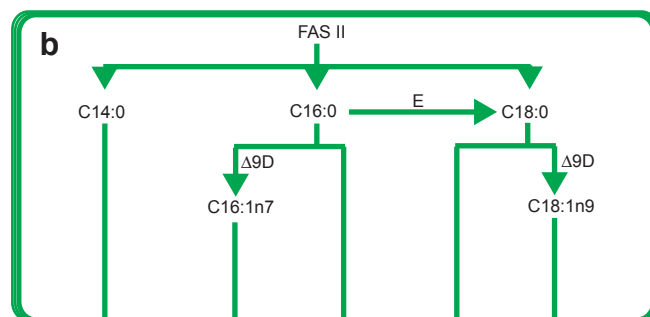 b
FAS II
C14:0
C16:0
E
C18:0
Δ9D
Δ9D
C16:1n7
C18:1n9